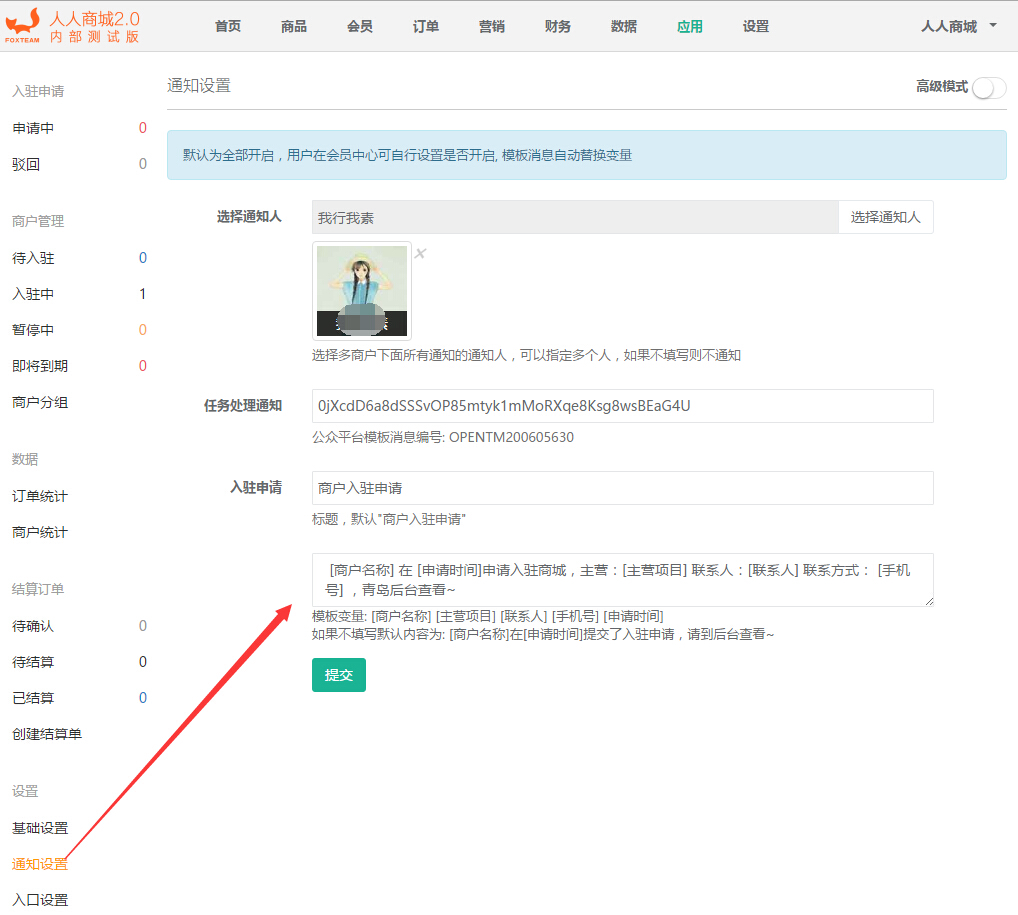 人人商城2.0
内部测试版
FOXTEAM
首页 商品 会员 订单 营销 财务 数据 应用 设置 人人商城
入驻申请
申请中 0
驳回 0
商户管理
待入驻 0
入驻中 1
暂停中 0
即将到期 0
商户分组
数据
订单统计
商户统计
结算订单
待确认 0
待结算 0
已结算 0
创建结算单
设置
基础设置
通知设置
入口设置
通知设置 高级模式
默认为全部开启，用户在会员中心可自行设置是否开启, 模板消息自动替换变量
选择通知人 我行我素 选择通知人
选择多商户下面所有通知的通知人，可以指定多个人，如果不填写则不通知
任务处理通知 0jXcdD6a8dSSSvOP85mtyk1mMoRXqe8Ksg8wsBEaG4U
公众平台模板消息编号: OPENTM200605630
入驻申请 商户入驻申请
标题，默认"商户入驻申请"
[商户名称] 在 [申请时间]申请入驻商城，主营：[主营项目] 联系人：[联系人] 联系方式： [手机
号] ，青岛后台查看~
模板变量: [商户名称] [主营项目] [联系人] [手机号] [申请时间]
如果不填写默认内容为: [商户名称]在[申请时间]提交了入驻申请，请到后台查看~
提交